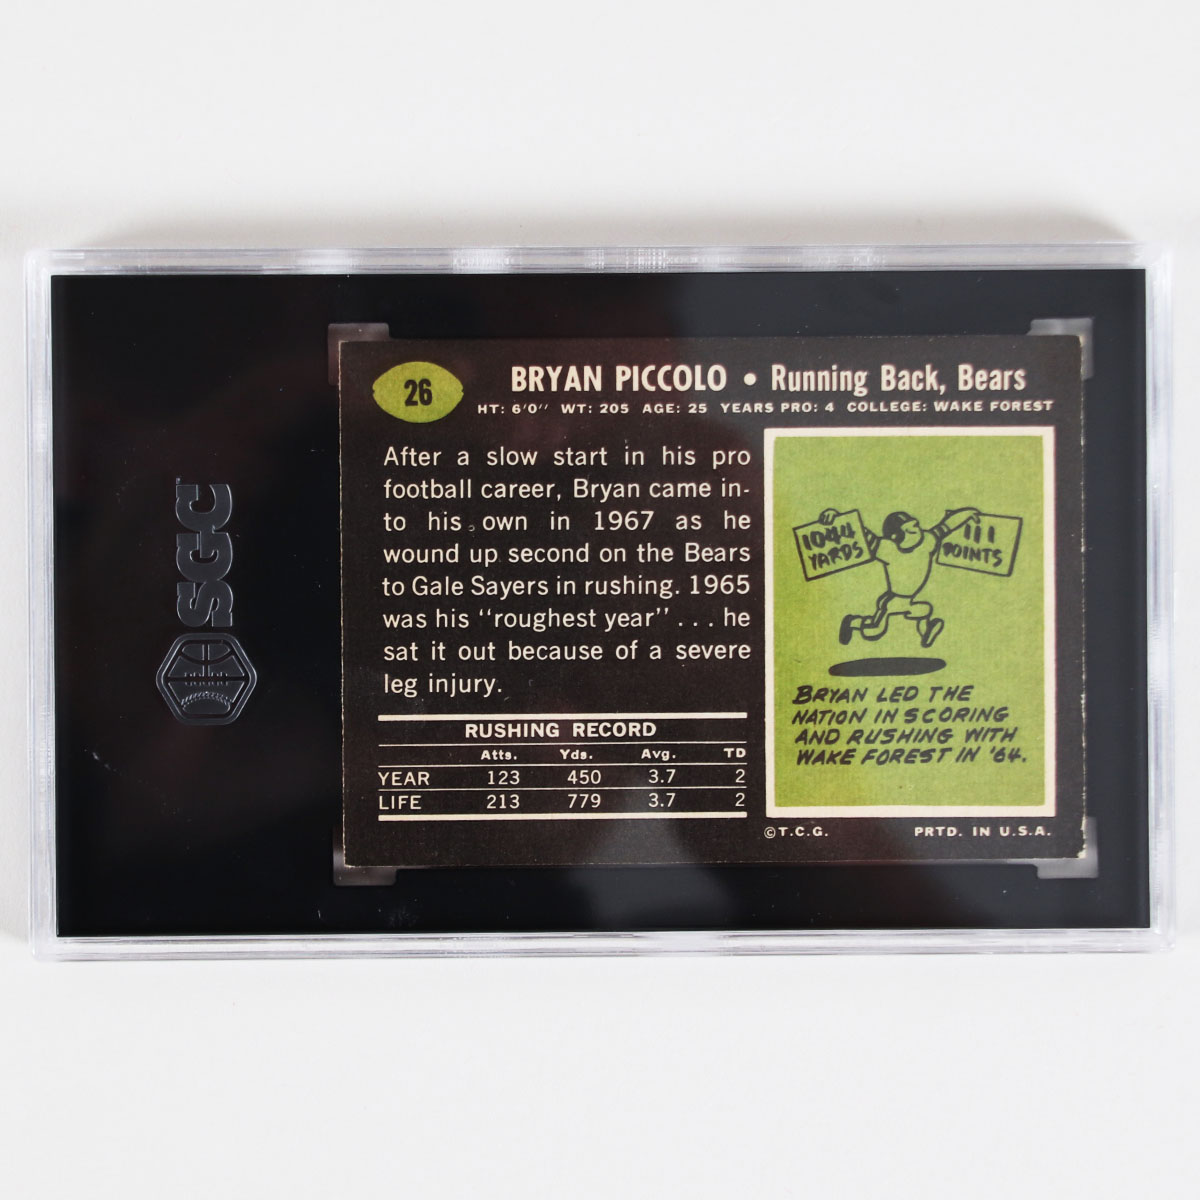 SGC
26
BRYAN PICCOLO • Running Back, Bears
HT: 6'0" WT: 205 AGE: 25 YEARS PRO: 4 COLLEGE: WAKE FOREST
After a slow start in his pro
football career, Bryan came in-
to his own in 1967 as he
wound up second on the Bears
to Gale Sayers in rushing. 1965
was his "roughest year" . . . he
sat it out because of a severe
leg injury.
RUSHING RECORD
Atts. Yds. Avg. TD
YEAR 123 450 3.7 2
LIFE 213 779 3.7 2
1044
YARDS
111
POINTS
BRYAN LED THE
NATION IN SCORING
AND RUSHING WITH
WAKE FOREST IN '64.
©T.C.G. PRTD. IN U.S.A.